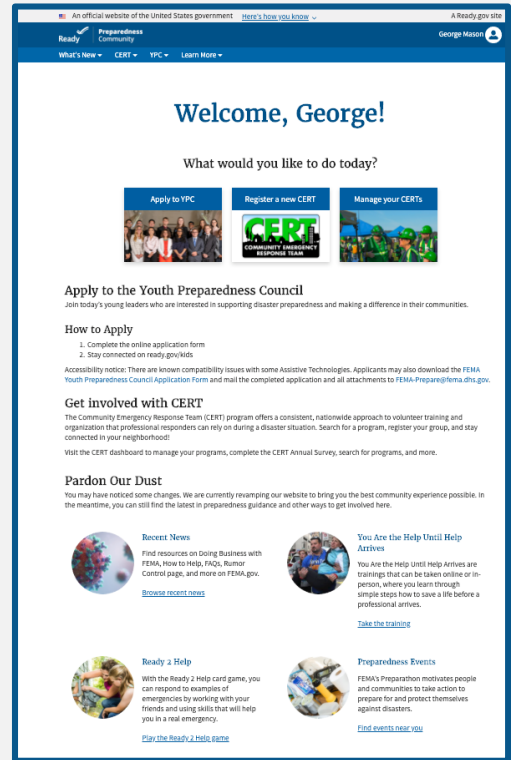 An official website of the United States government Here's how you know
A Ready.gov site
Ready
Preparedness
Community
George Mason
What's New
CERT
YPC
Learn More
Welcome, George!
What would you like to do today?
Apply to YPC
Register a new CERT
Manage your CERTs
CERT
COMMUNITY EMERGENCY
RESPONSE TEAM
Apply to the Youth Preparedness Council
Join today's young leaders who are interested in supporting disaster preparedness and making a difference in their communities.
How to Apply
1. Complete the online application form
2. Stay connected on ready.gov/kids
Accessibility notice: There are known compatibility issues with some Assistive Technologies. Applicants may also download the FEMA
Youth Preparedness Council Application Form and mail the completed application and all attachments to FEMA-Prepare@fema.dhs.gov.
Get involved with CERT
The Community Emergency Response Team (CERT) program offers a consistent, nationwide approach to volunteer training and
organization that professional responders can rely on during a disaster situation. Search for a program, register your group, and stay
connected in your neighborhood!
Visit the CERT dashboard to manage your programs, complete the CERT Annual Survey, search for programs, and more.
Pardon Our Dust
You may have noticed some changes. We are currently revamping our website to bring you the best community experience possible. In
the meantime, you can still find the latest in preparedness guidance and other ways to get involved here.
Recent News
Find resources on Doing Business with
FEMA, How to Help, FAQs, Rumor
Control page, and more on FEMA.gov.
Browse recent news
You Are the Help Until Help
Arrives
You Are the Help Until Help Arrives are
trainings that can be taken online or in-
person, where you learn through
simple steps how to save a life before a
professional arrives.
Take the training
Ready 2 Help
With the Ready 2 Help card game, you
can respond to examples of
emergencies by working with your
friends and using skills that will help
you in a real emergency.
Play the Ready 2 Help game
Preparedness Events
FEMA's Preparathon motivates people
and communities to take action to
prepare for and protect themselves
against disasters.
Find events near you